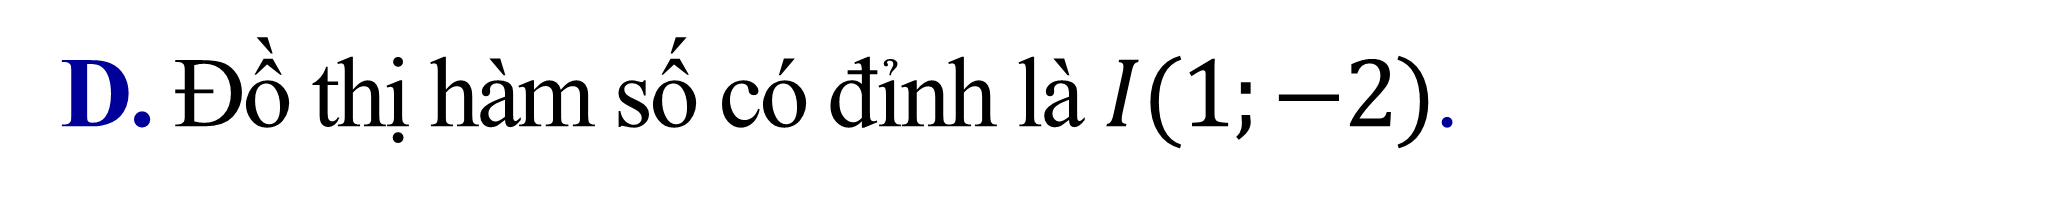 D. Đồ thị hàm số có đỉnh là I(1; −2).